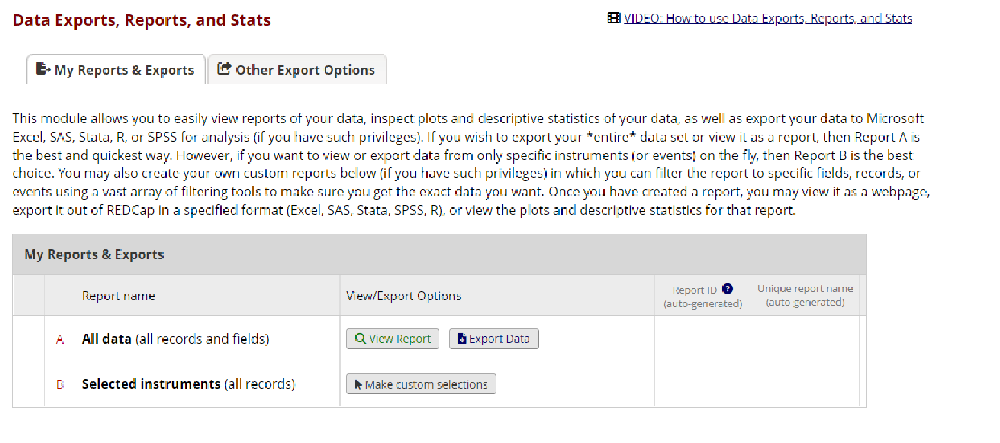 Data Exports, Reports, and Stats
VIDEO: How to use Data Exports, Reports, and Stats
My Reports & Exports
Other Export Options
This module allows you to easily view reports of your data, inspect plots and descriptive statistics of your data, as well as export your data to Microsoft
Excel, SAS, Stata, R, or SPSS for analysis (if you have such privileges). If you wish to export your *entire* data set or view it as a report, then Report A is
the best and quickest way. However, if you want to view or export data from only specific instruments (or events) on the fly, then Report B is the best
choice. You may also create your own custom reports below (if you have such privileges) in which you can filter the report to specific fields, records, or
events using a vast array of filtering tools to make sure you get the exact data you want. Once you have created a report, you may view it as a webpage,
export it out of REDCap in a specified format (Excel, SAS, Stata, SPSS, R), or view the plots and descriptive statistics for that report.
My Reports & Exports
Report name
View/Export Options
Report ID ?
(auto-generated)
Unique report name
(auto-generated)
A
All data (all records and fields)
View Report
Export Data
B
Selected instruments (all records)
Make custom selections